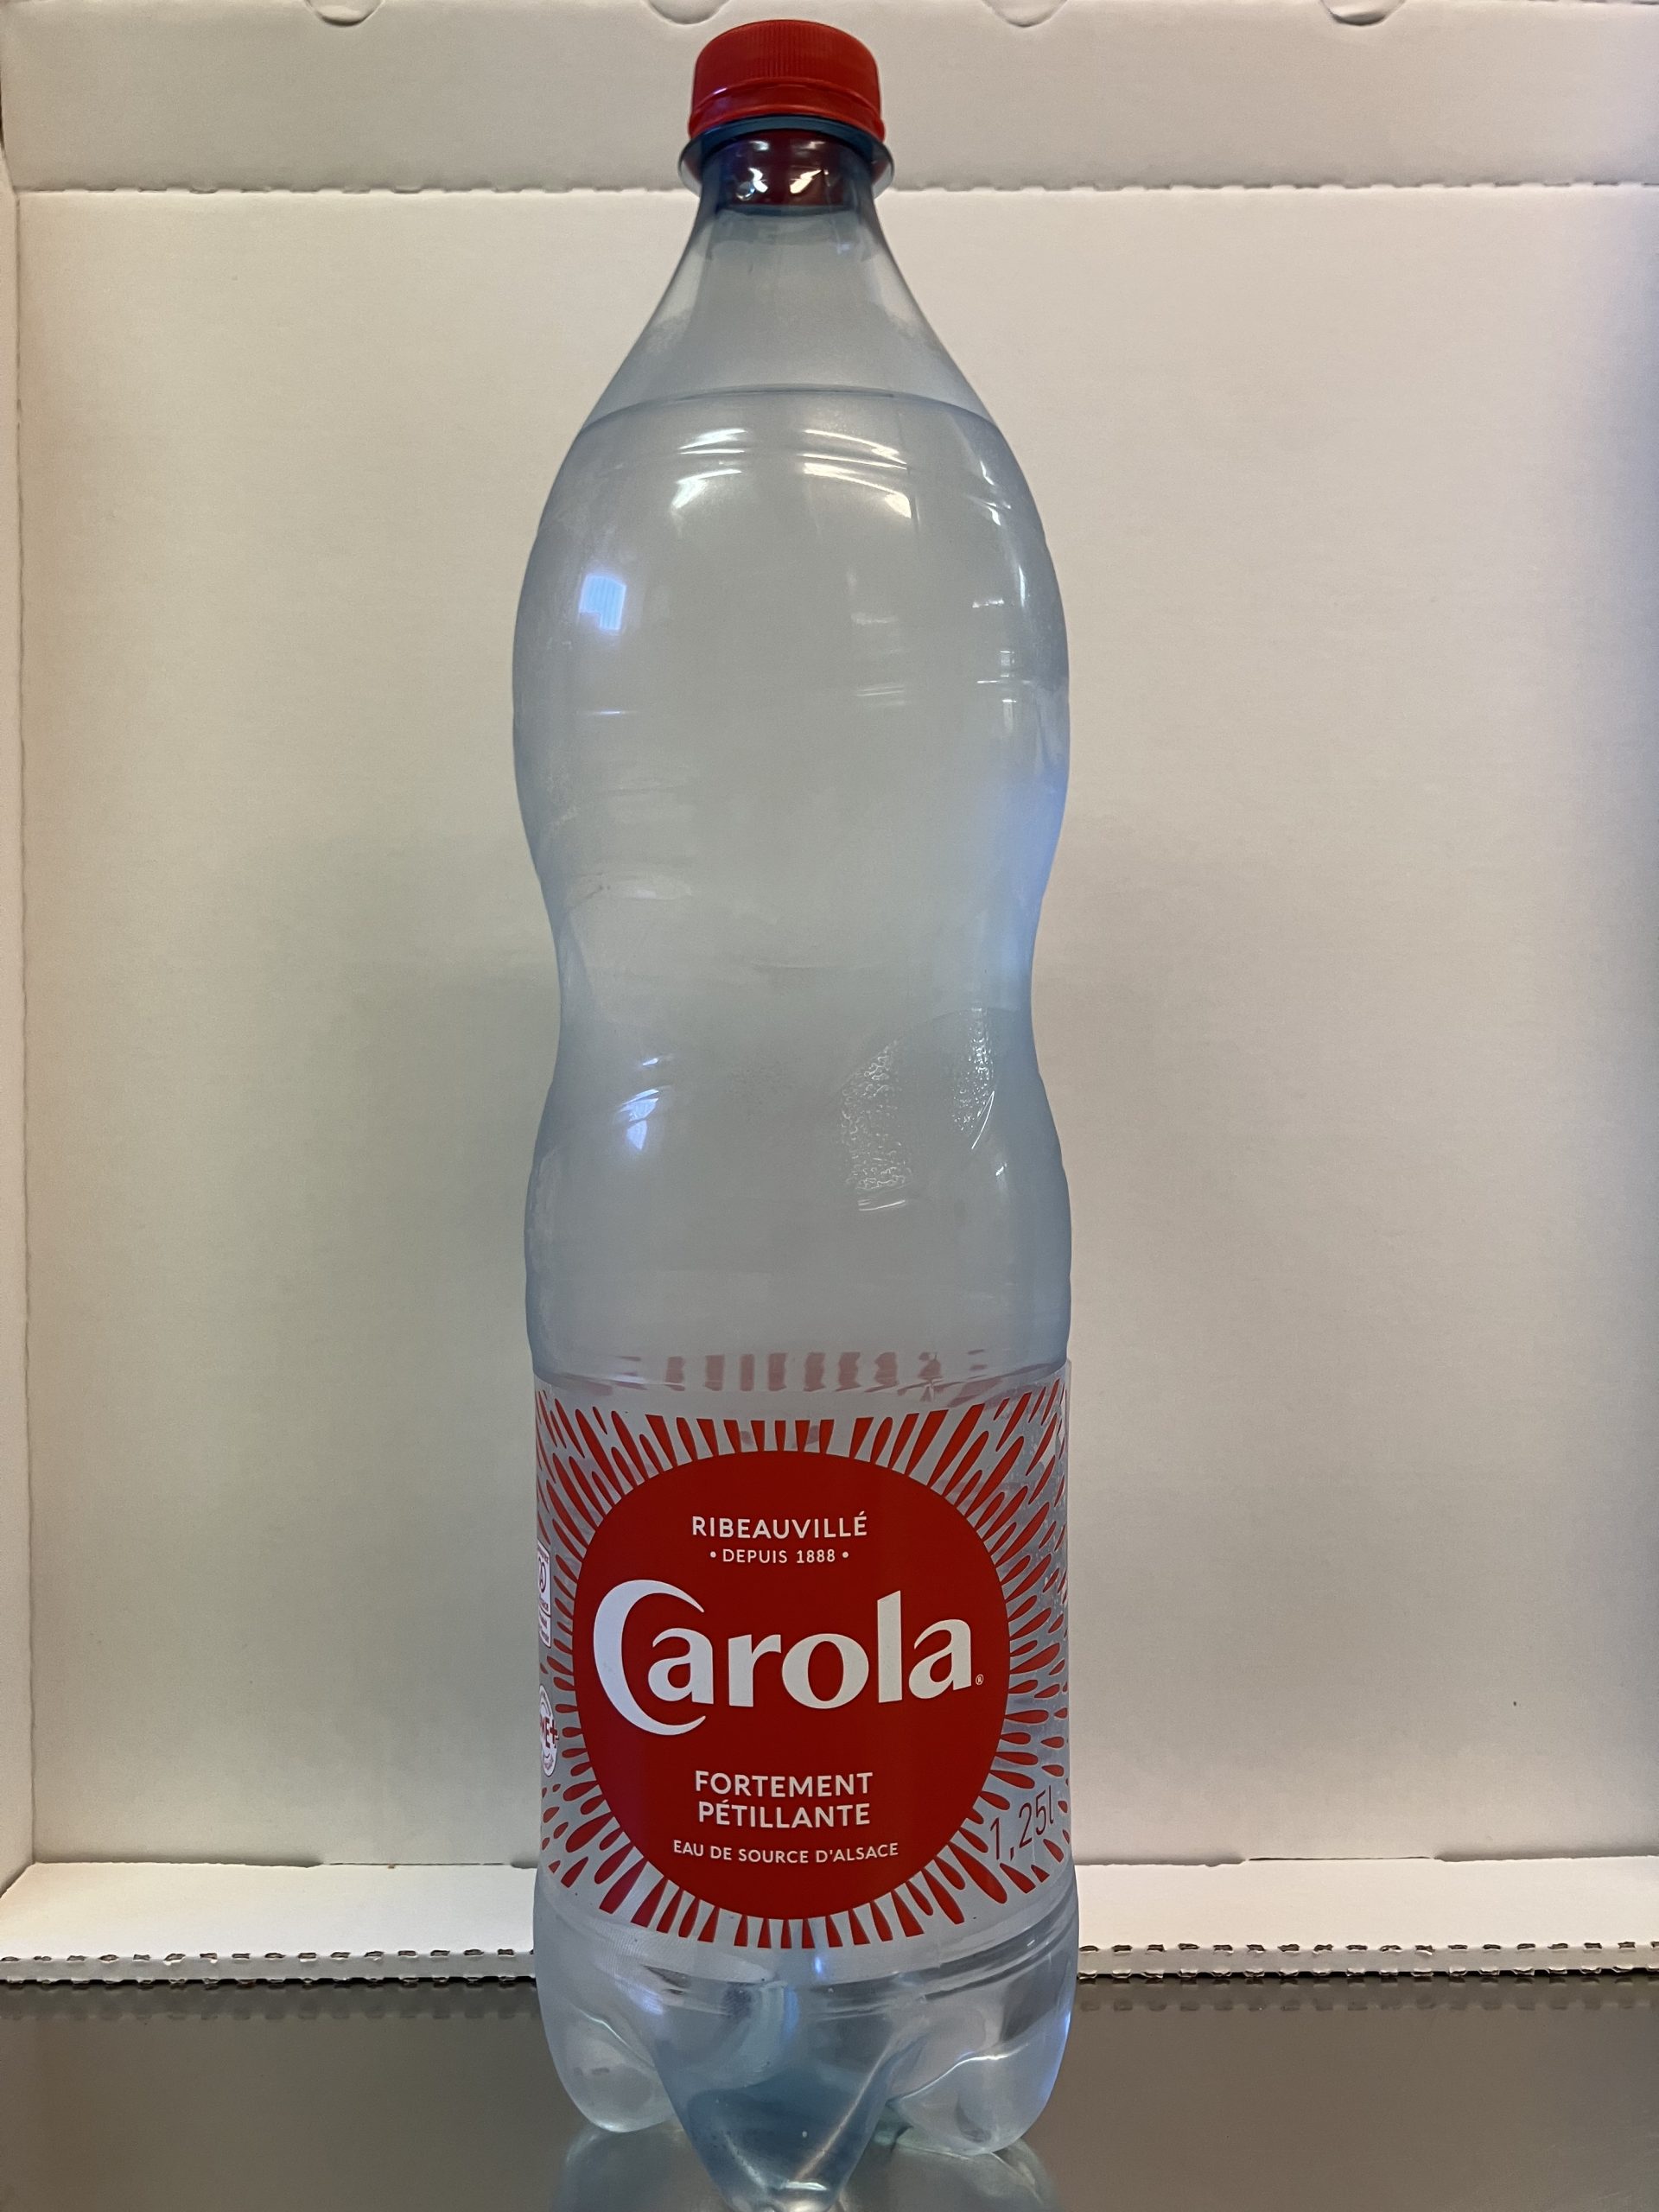 RIBEAUVILLÉ
• DEPUIS 1888 •
Carola®
FORTEMENT
PÉTILLANTE
EAU DE SOURCE D'ALSACE
1,25l